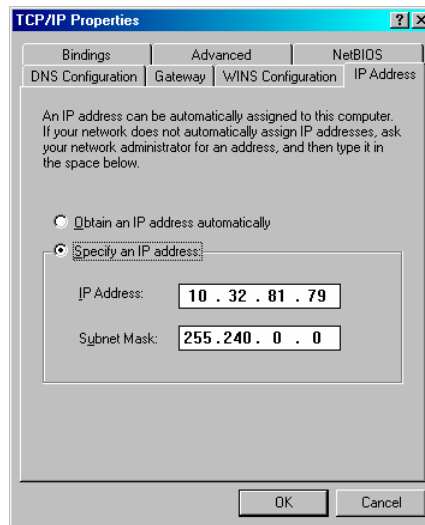 TCP/IP Properties
Bindings Advanced NetBIOS
DNS Configuration Gateway WINS Configuration IP Address
An IP address can be automatically assigned to this computer.
If your network does not automatically assign IP addresses, ask
your network administrator for an address, and then type it in
the space below.
Obtain an IP address automatically
Specify an IP address:
IP Address: 10 . 32 . 81 . 79
Subnet Mask: 255 . 240 . 0 . 0
OK Cancel